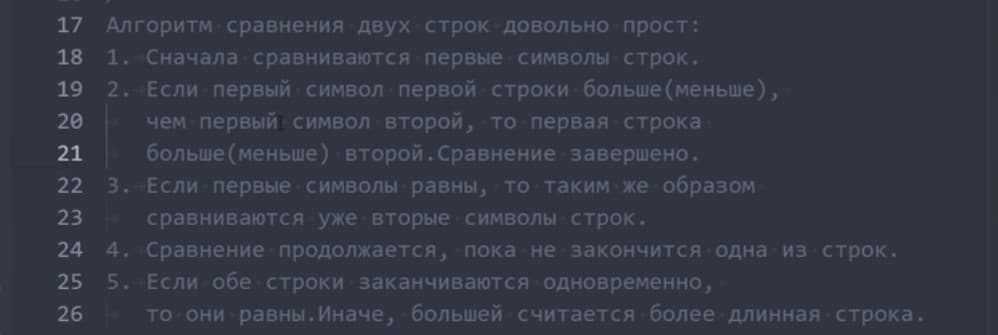 17 Алгоритм сравнения двух строк довольно прост:
18 1. Сначала сравниваются первые символы строк.
19 2. Если первый символ первой строки больше(меньше),
20 чем первый символ второй, то первая строка
21 больше(меньше) второй.Сравнение завершено.
22 3. Если первые символы равны, то таким же образом
23 сравниваются уже вторые символы строк.
24 4. Сравнение продолжается, пока не закончится одна из строк.
25 5. Если обе строки заканчиваются одновременно,
26 то они равны.Иначе, большей считается более длинная строка.